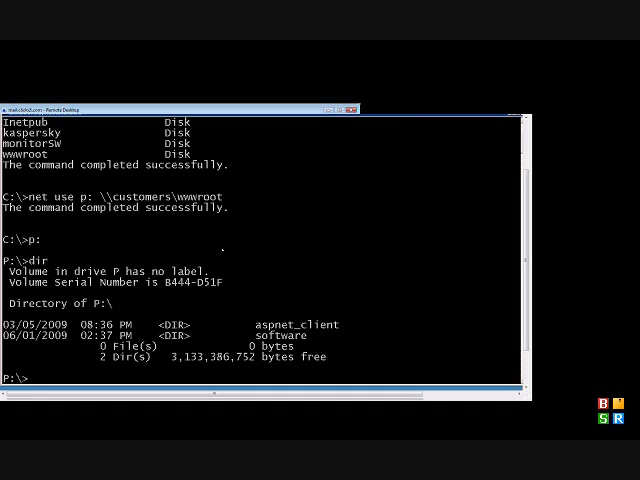 mail.clicks3.com - Remote Desktop
Inetpub Disk
kaspersky Disk
monitorSW Disk
wwwroot Disk
The command completed successfully.
C:\>net use p: \\customers\wwwroot
The command completed successfully.
C:\>p:
P:\>dir
Volume in drive P has no label.
Volume Serial Number is B444-D51F
Directory of P:\
03/05/2009 08:36 PM <DIR> aspnet_client
06/01/2009 02:37 PM <DIR> software
0 File(s) 0 bytes
2 Dir(s) 3,133,386,752 bytes free
P:\>
B
S R